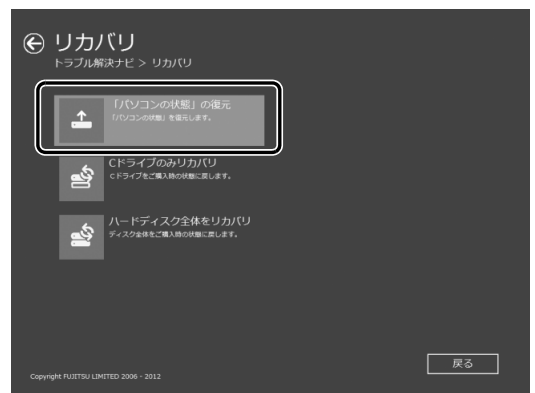 リカバリ
トラブル解決ナビ > リカバリ
「パソコンの状態」の復元
「パソコンの状態」を復元します。
Cドライブのみリカバリ
Cドライブをご購入時の状態に戻します。
ハードディスク全体をリカバリ
ディスク全体をご購入時の状態に戻します。
戻る
Copyright FUJITSU LIMITED 2006 - 2012